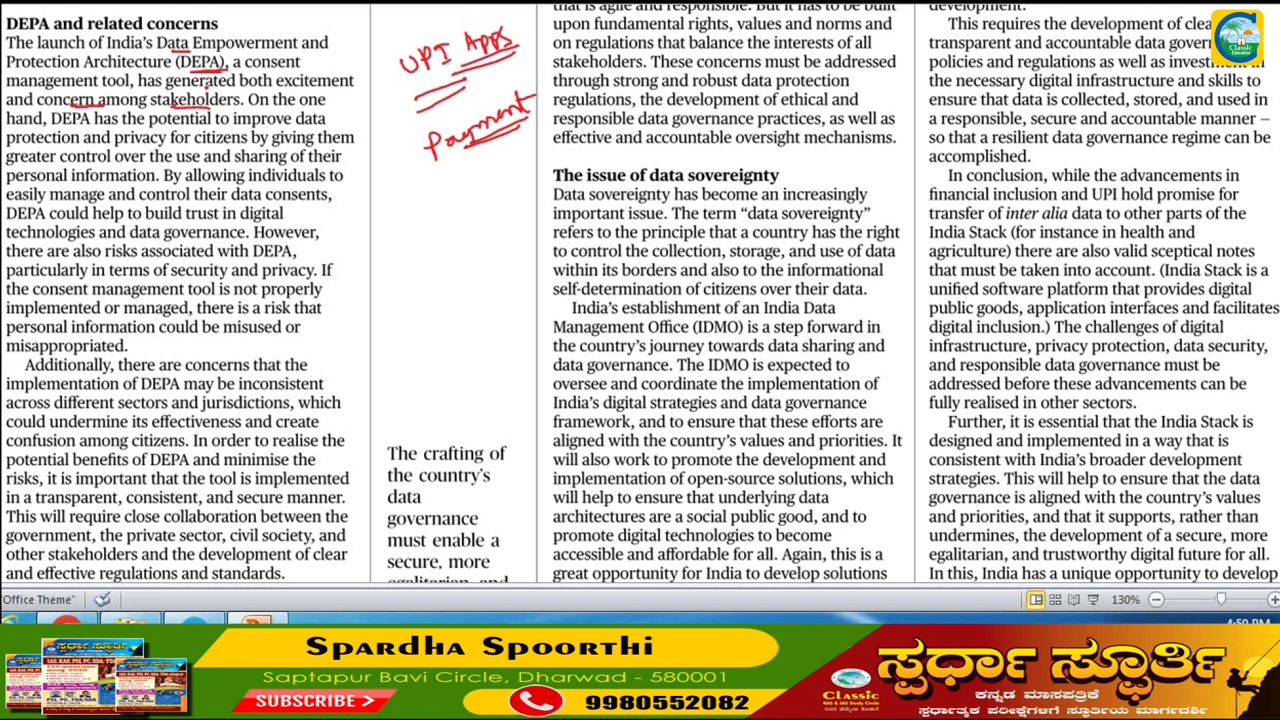 DEPA and related concerns
The launch of India's Data Empowerment and
Protection Architecture (DEPA), a consent
management tool, has generated both excitement
and concern among stakeholders. On the one
hand, DEPA has the potential to improve data
protection and privacy for citizens by giving them
greater control over the use and sharing of their
personal information. By allowing individuals to
easily manage and control their data consents,
DEPA could help to build trust in digital
technologies and data governance. However,
there are also risks associated with DEPA,
particularly in terms of security and privacy. If
the consent management tool is not properly
implemented or managed, there is a risk that
personal information could be misused or
misappropriated.
Additionally, there are concerns that the
implementation of DEPA may be inconsistent
across different sectors and jurisdictions, which
could undermine its effectiveness and create
confusion among citizens. In order to realise the
potential benefits of DEPA and minimise the
risks, it is important that the tool is implemented
in a transparent, consistent, and secure manner.
This will require close collaboration between the
government, the private sector, civil society, and
other stakeholders and the development of clear
and effective regulations and standards.
UPI Apps
Payment
The crafting of
the country's
data
governance
must enable a
secure, more
egalitarian, and
that is agile and responsible. But it has to be built
upon fundamental rights, values and norms and
on regulations that balance the interests of all
stakeholders. These concerns must be addressed
through strong and robust data protection
regulations, the development of ethical and
responsible data governance practices, as well as
effective and accountable oversight mechanisms.
The issue of data sovereignty
Data sovereignty has become an increasingly
important issue. The term "data sovereignty"
refers to the principle that a country has the right
to control the collection, storage, and use of data
within its borders and also to the informational
self-determination of citizens over their data.
India's establishment of an India Data
Management Office (IDMO) is a step forward in
the country's journey towards data sharing and
data governance. The IDMO is expected to
oversee and coordinate the implementation of
India's digital strategies and data governance
framework, and to ensure that these efforts are
aligned with the country's values and priorities. It
will also work to promote the development and
implementation of open-source solutions, which
will help to ensure that underlying data
architectures are a social public good, and to
promote digital technologies to become
accessible and affordable for all. Again, this is a
great opportunity for India to develop solutions
development.
This requires the development of clea
transparent and accountable data gover
policies and regulations as well as investm in
the necessary digital infrastructure and skills to
ensure that data is collected, stored, and used in
a responsible, secure and accountable manner –
so that a resilient data governance regime can be
accomplished.
In conclusion, while the advancements in
financial inclusion and UPI hold promise for
transfer of inter alia data to other parts of the
India Stack (for instance in health and
agriculture) there are also valid sceptical notes
that must be taken into account. (India Stack is a
unified software platform that provides digital
public goods, application interfaces and facilitates
digital inclusion.) The challenges of digital
infrastructure, privacy protection, data security,
and responsible data governance must be
addressed before these advancements can be
fully realised in other sectors.
Further, it is essential that the India Stack is
designed and implemented in a way that is
consistent with India's broader development
strategies. This will help to ensure that the data
governance is aligned with the country's values
and priorities, and that it supports, rather than
undermines, the development of a secure, more
egalitarian, and trustworthy digital future for all.
In this, India has a unique opportunity to develop
Classic
Education
"Office Theme"
130%
4:50 PM
Spardha Spoorthi
Saptapur Bavi Circle, Dharwad - 580001
SUBSCRIBE
9980552082
Classic
KAS & IAS Study Circle
ಸ್ಪರ್ಧಾ ಸ್ಫೂರ್ತಿ
ಕನ್ನಡ ಮಾಸಪತ್ರಿಕೆ
ಸ್ಪರ್ಧಾತ್ಮಕ ಪರೀಕ್ಷೆಗಳಿಗೆ ಸ್ಫೂರ್ತಿಯ ಮಾರ್ಗದರ್ಶಿ